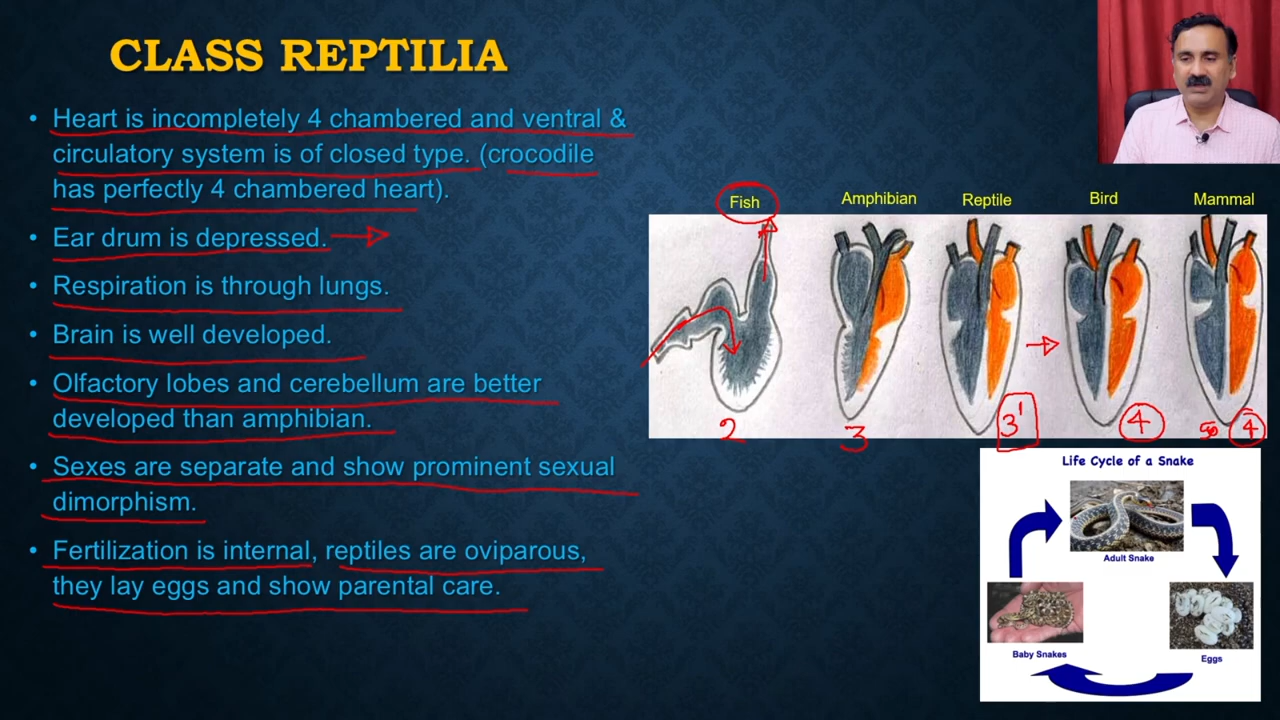 CLASS REPTILIA
• Heart is incompletely 4 chambered and ventral &
circulatory system is of closed type. (crocodile
has perfectly 4 chambered heart).
• Ear drum is depressed.
• Respiration is through lungs.
• Brain is well developed.
• Olfactory lobes and cerebellum are better
developed than amphibian.
• Sexes are separate and show prominent sexual
dimorphism.
• Fertilization is internal, reptiles are oviparous,
they lay eggs and show parental care.
Fish Amphibian Reptile Bird Mammal
2 3 3' 4 4
Life Cycle of a Snake
Adult Snake
Baby Snakes
Eggs